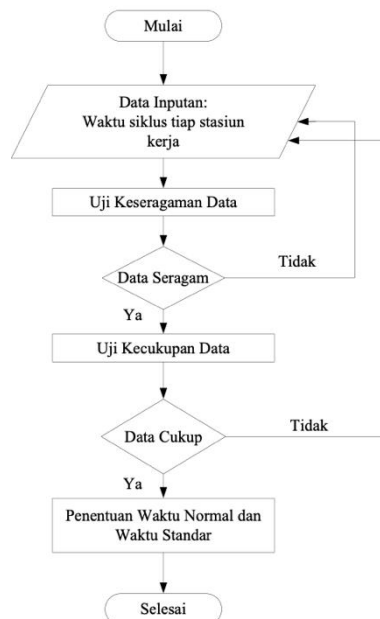 Mulai
Data Inputan:
Waktu siklus tiap stasiun
kerja
Uji Keseragaman Data
Data Seragam
Tidak
Ya
Uji Kecukupan Data
Data Cukup
Tidak
Ya
Penentuan Waktu Normal dan
Waktu Standar
Selesai